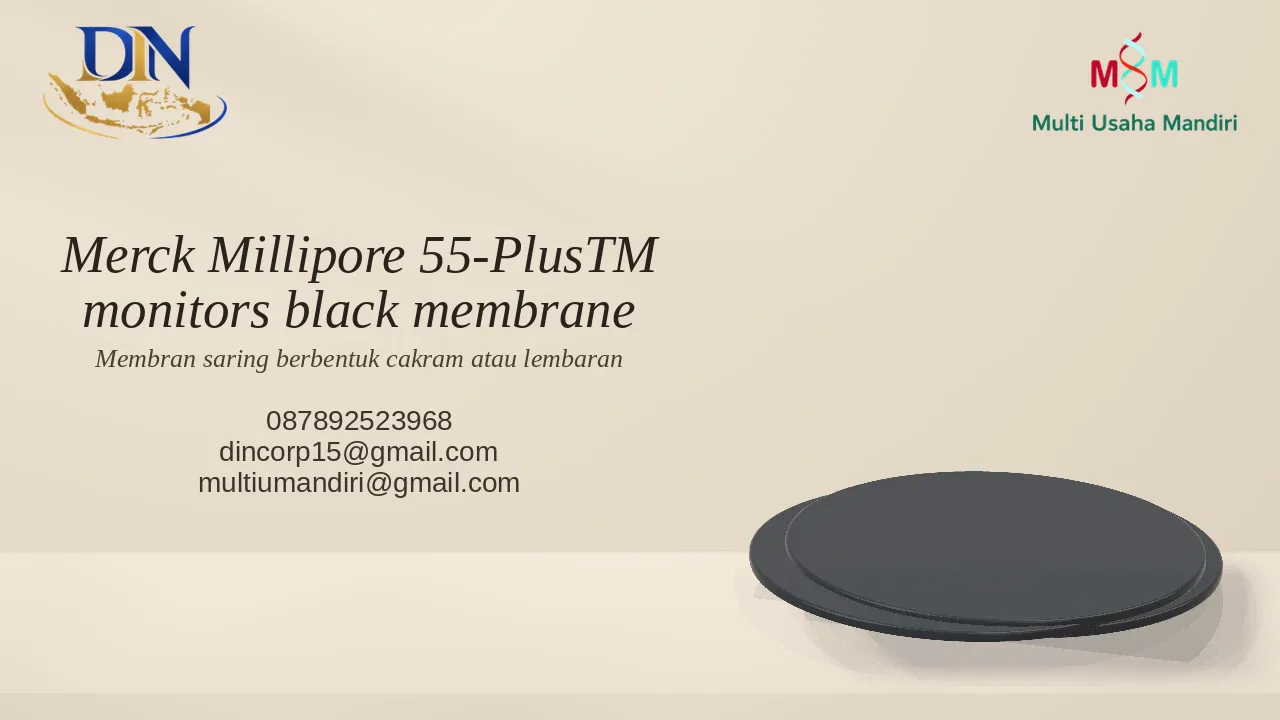 DN
M M
Multi Usaha Mandiri
Merck Millipore 55-PlusTM
monitors black membrane
Membran saring berbentuk cakram atau lembaran
087892523968
dincorp15@gmail.com
multiumandiri@gmail.com